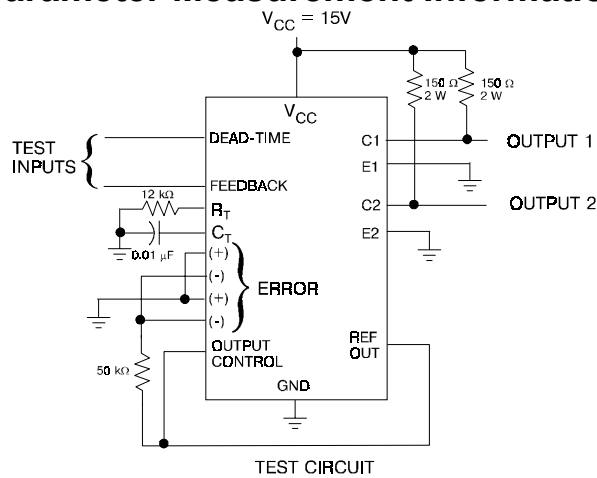 V_CC = 15V
150 Ω
2 W
150 Ω
2 W
V_CC
TEST
INPUTS
DEAD-TIME
FEEDBACK
12 kΩ
R_T
C_T
0.01 µF
(+)
(-)
(+)
(-)
ERROR
C1
OUTPUT 1
E1
C2
OUTPUT 2
E2
OUTPUT
CONTROL
REF
OUT
50 kΩ
GND
TEST CIRCUIT